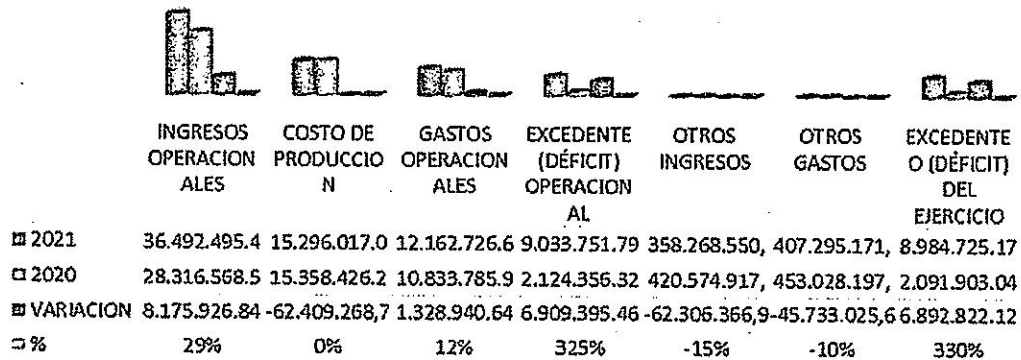 INGRESOS OPERACION ALES COSTO DE PRODUCCIO N GASTOS OPERACION ALES EXCEDENTE (DÉFICIT) OPERACION AL OTROS INGRESOS OTROS GASTOS EXCEDENTE O (DÉFICIT) DEL EJERCICIO
2021 36.492.495.4 15.296.017.0 12.162.726.6 9.033.751.79 358.268.550, 407.295.171, 8.984.725.17
2020 28.316.568.5 15.358.426.2 10.833.785.9 2.124.356.32 420.574.917, 453.028.197, 2.091.903.04
VARIACION 8.175.926.84 -62.409.268,7 1.328.940.64 6.909.395.46 -62.306.366,9 -45.733.025,6 6.892.822.12
% 29% 0% 12% 325% -15% -10% 330%